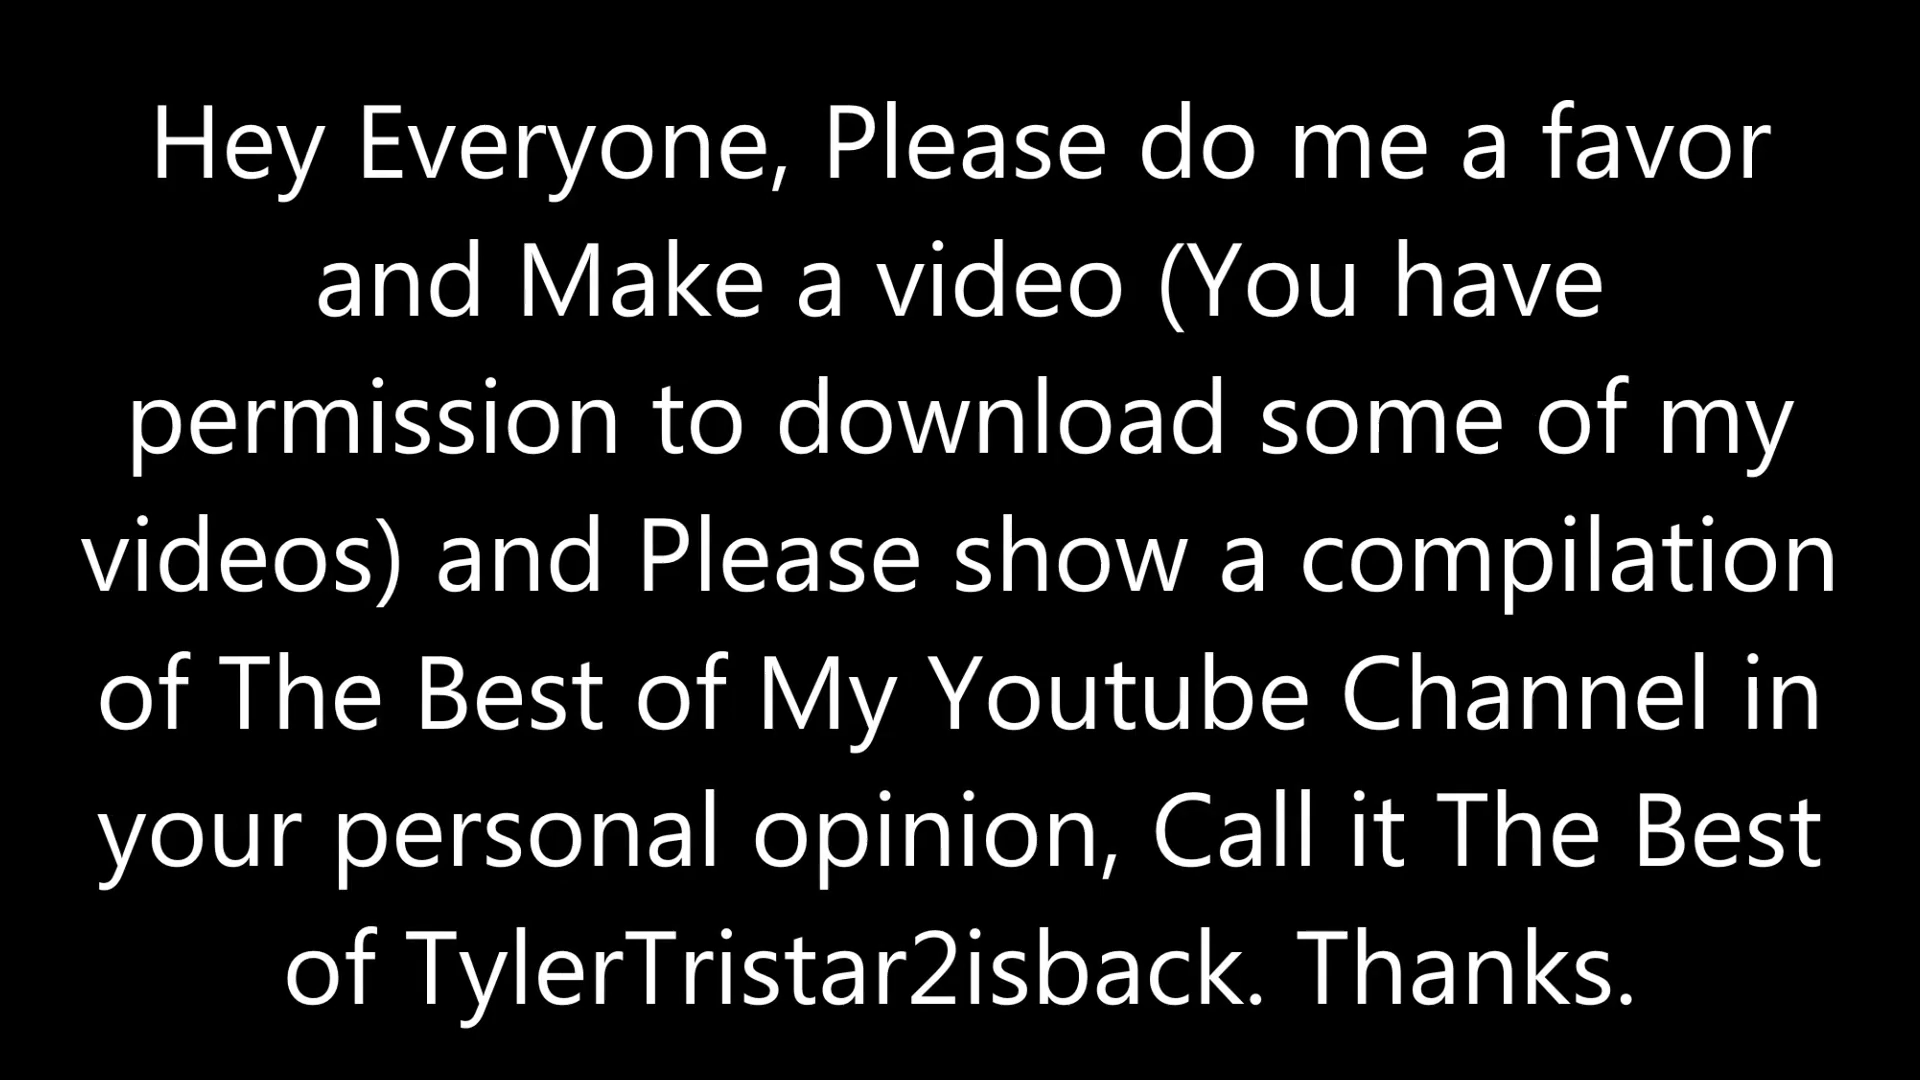 Hey Everyone, Please do me a favor
and Make a video (You have
permission to download some of my
videos) and Please show a compilation
of The Best of My Youtube Channel in
your personal opinion, Call it The Best
of TylerTristar2isback. Thanks.